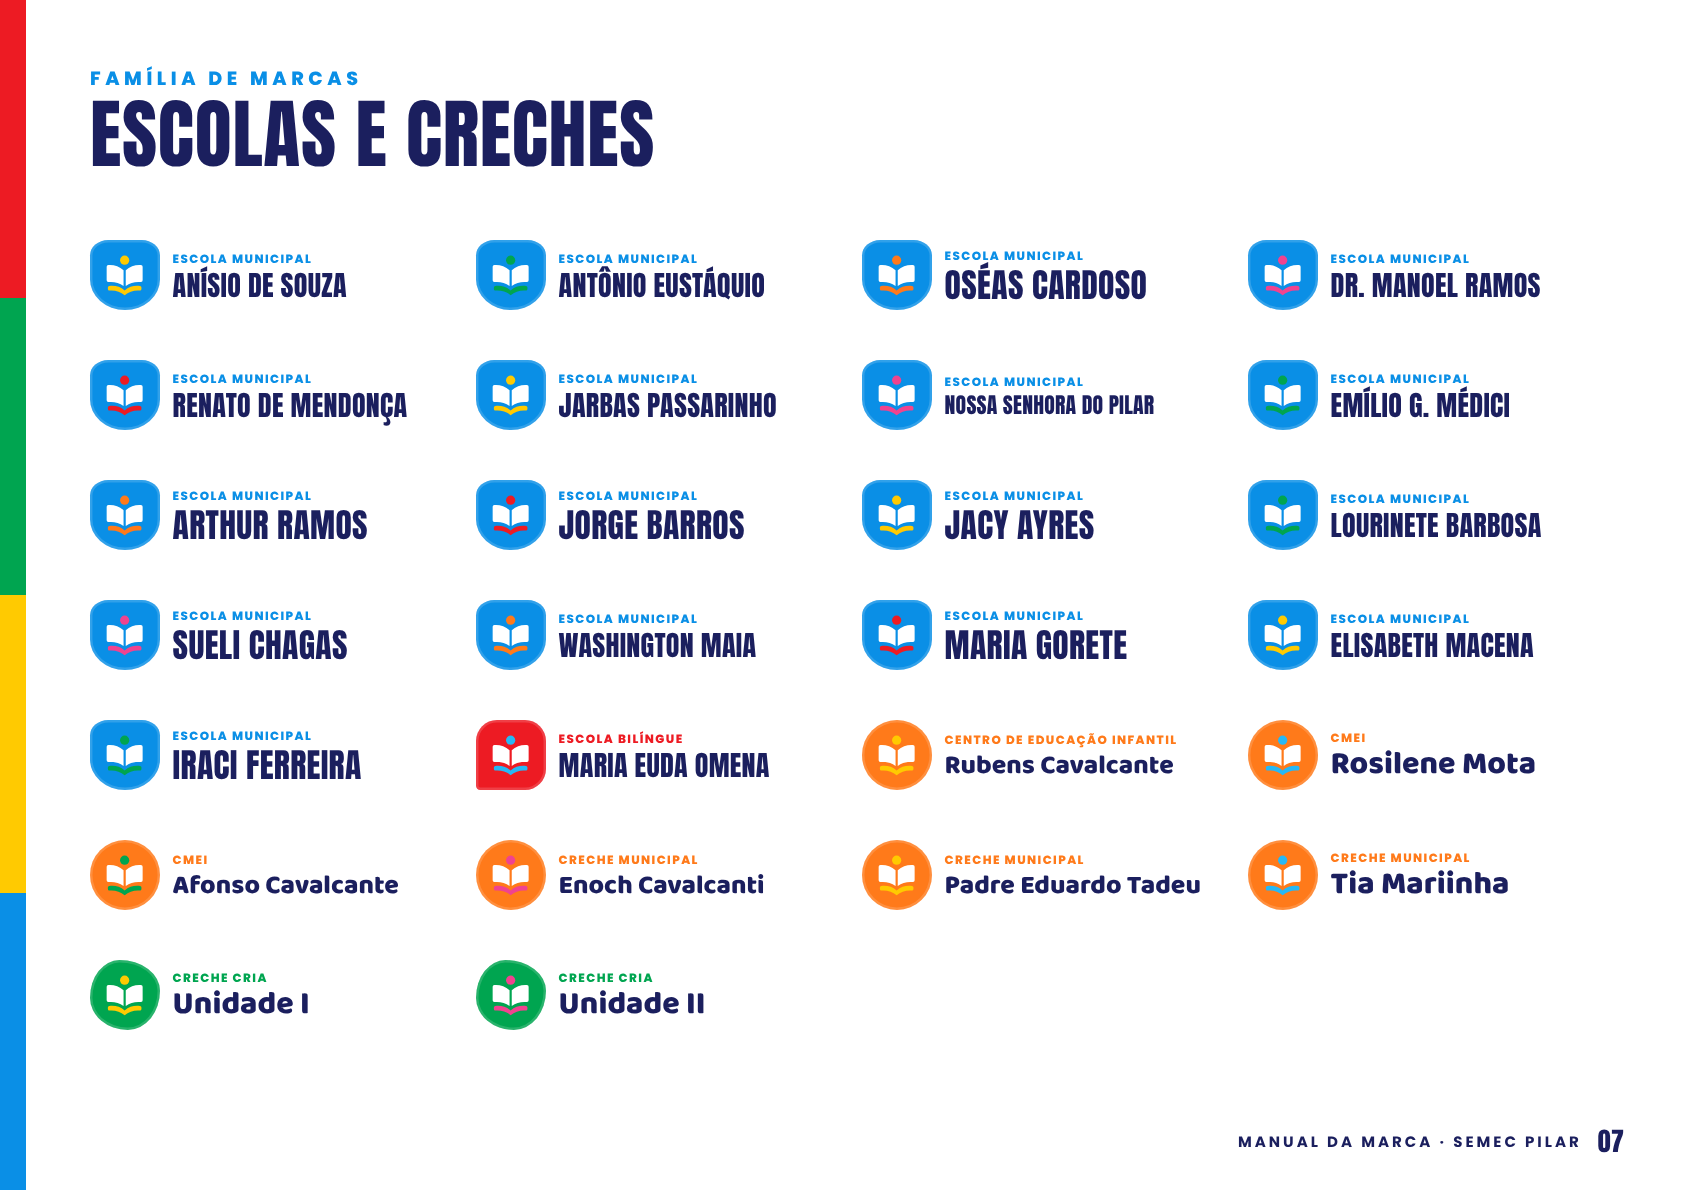 FAMÍLIA DE MARCAS
ESCOLAS E CRECHES
ESCOLA MUNICIPAL
ANÍSIO DE SOUZA
ESCOLA MUNICIPAL
ANTÔNIO EUSTÁQUIO
ESCOLA MUNICIPAL
OSÉAS CARDOSO
ESCOLA MUNICIPAL
DR. MANOEL RAMOS
ESCOLA MUNICIPAL
RENATO DE MENDONÇA
ESCOLA MUNICIPAL
JARBAS PASSARINHO
ESCOLA MUNICIPAL
NOSSA SENHORA DO PILAR
ESCOLA MUNICIPAL
EMÍLIO G. MÉDICI
ESCOLA MUNICIPAL
ARTHUR RAMOS
ESCOLA MUNICIPAL
JORGE BARROS
ESCOLA MUNICIPAL
JACY AYRES
ESCOLA MUNICIPAL
LOURINETE BARBOSA
ESCOLA MUNICIPAL
SUELI CHAGAS
ESCOLA MUNICIPAL
WASHINGTON MAIA
ESCOLA MUNICIPAL
MARIA GORETE
ESCOLA MUNICIPAL
ELISABETH MACENA
ESCOLA MUNICIPAL
IRACI FERREIRA
ESCOLA BILÍNGUE
MARIA EUDA OMENA
CENTRO DE EDUCAÇÃO INFANTIL
Rubens Cavalcante
CMEI
Rosilene Mota
CMEI
Afonso Cavalcante
CRECHE MUNICIPAL
Enoch Cavalcanti
CRECHE MUNICIPAL
Padre Eduardo Tadeu
CRECHE MUNICIPAL
Tia Mariinha
CRECHE CRIA
Unidade I
CRECHE CRIA
Unidade II
MANUAL DA MARCA · SEMEC PILAR 07